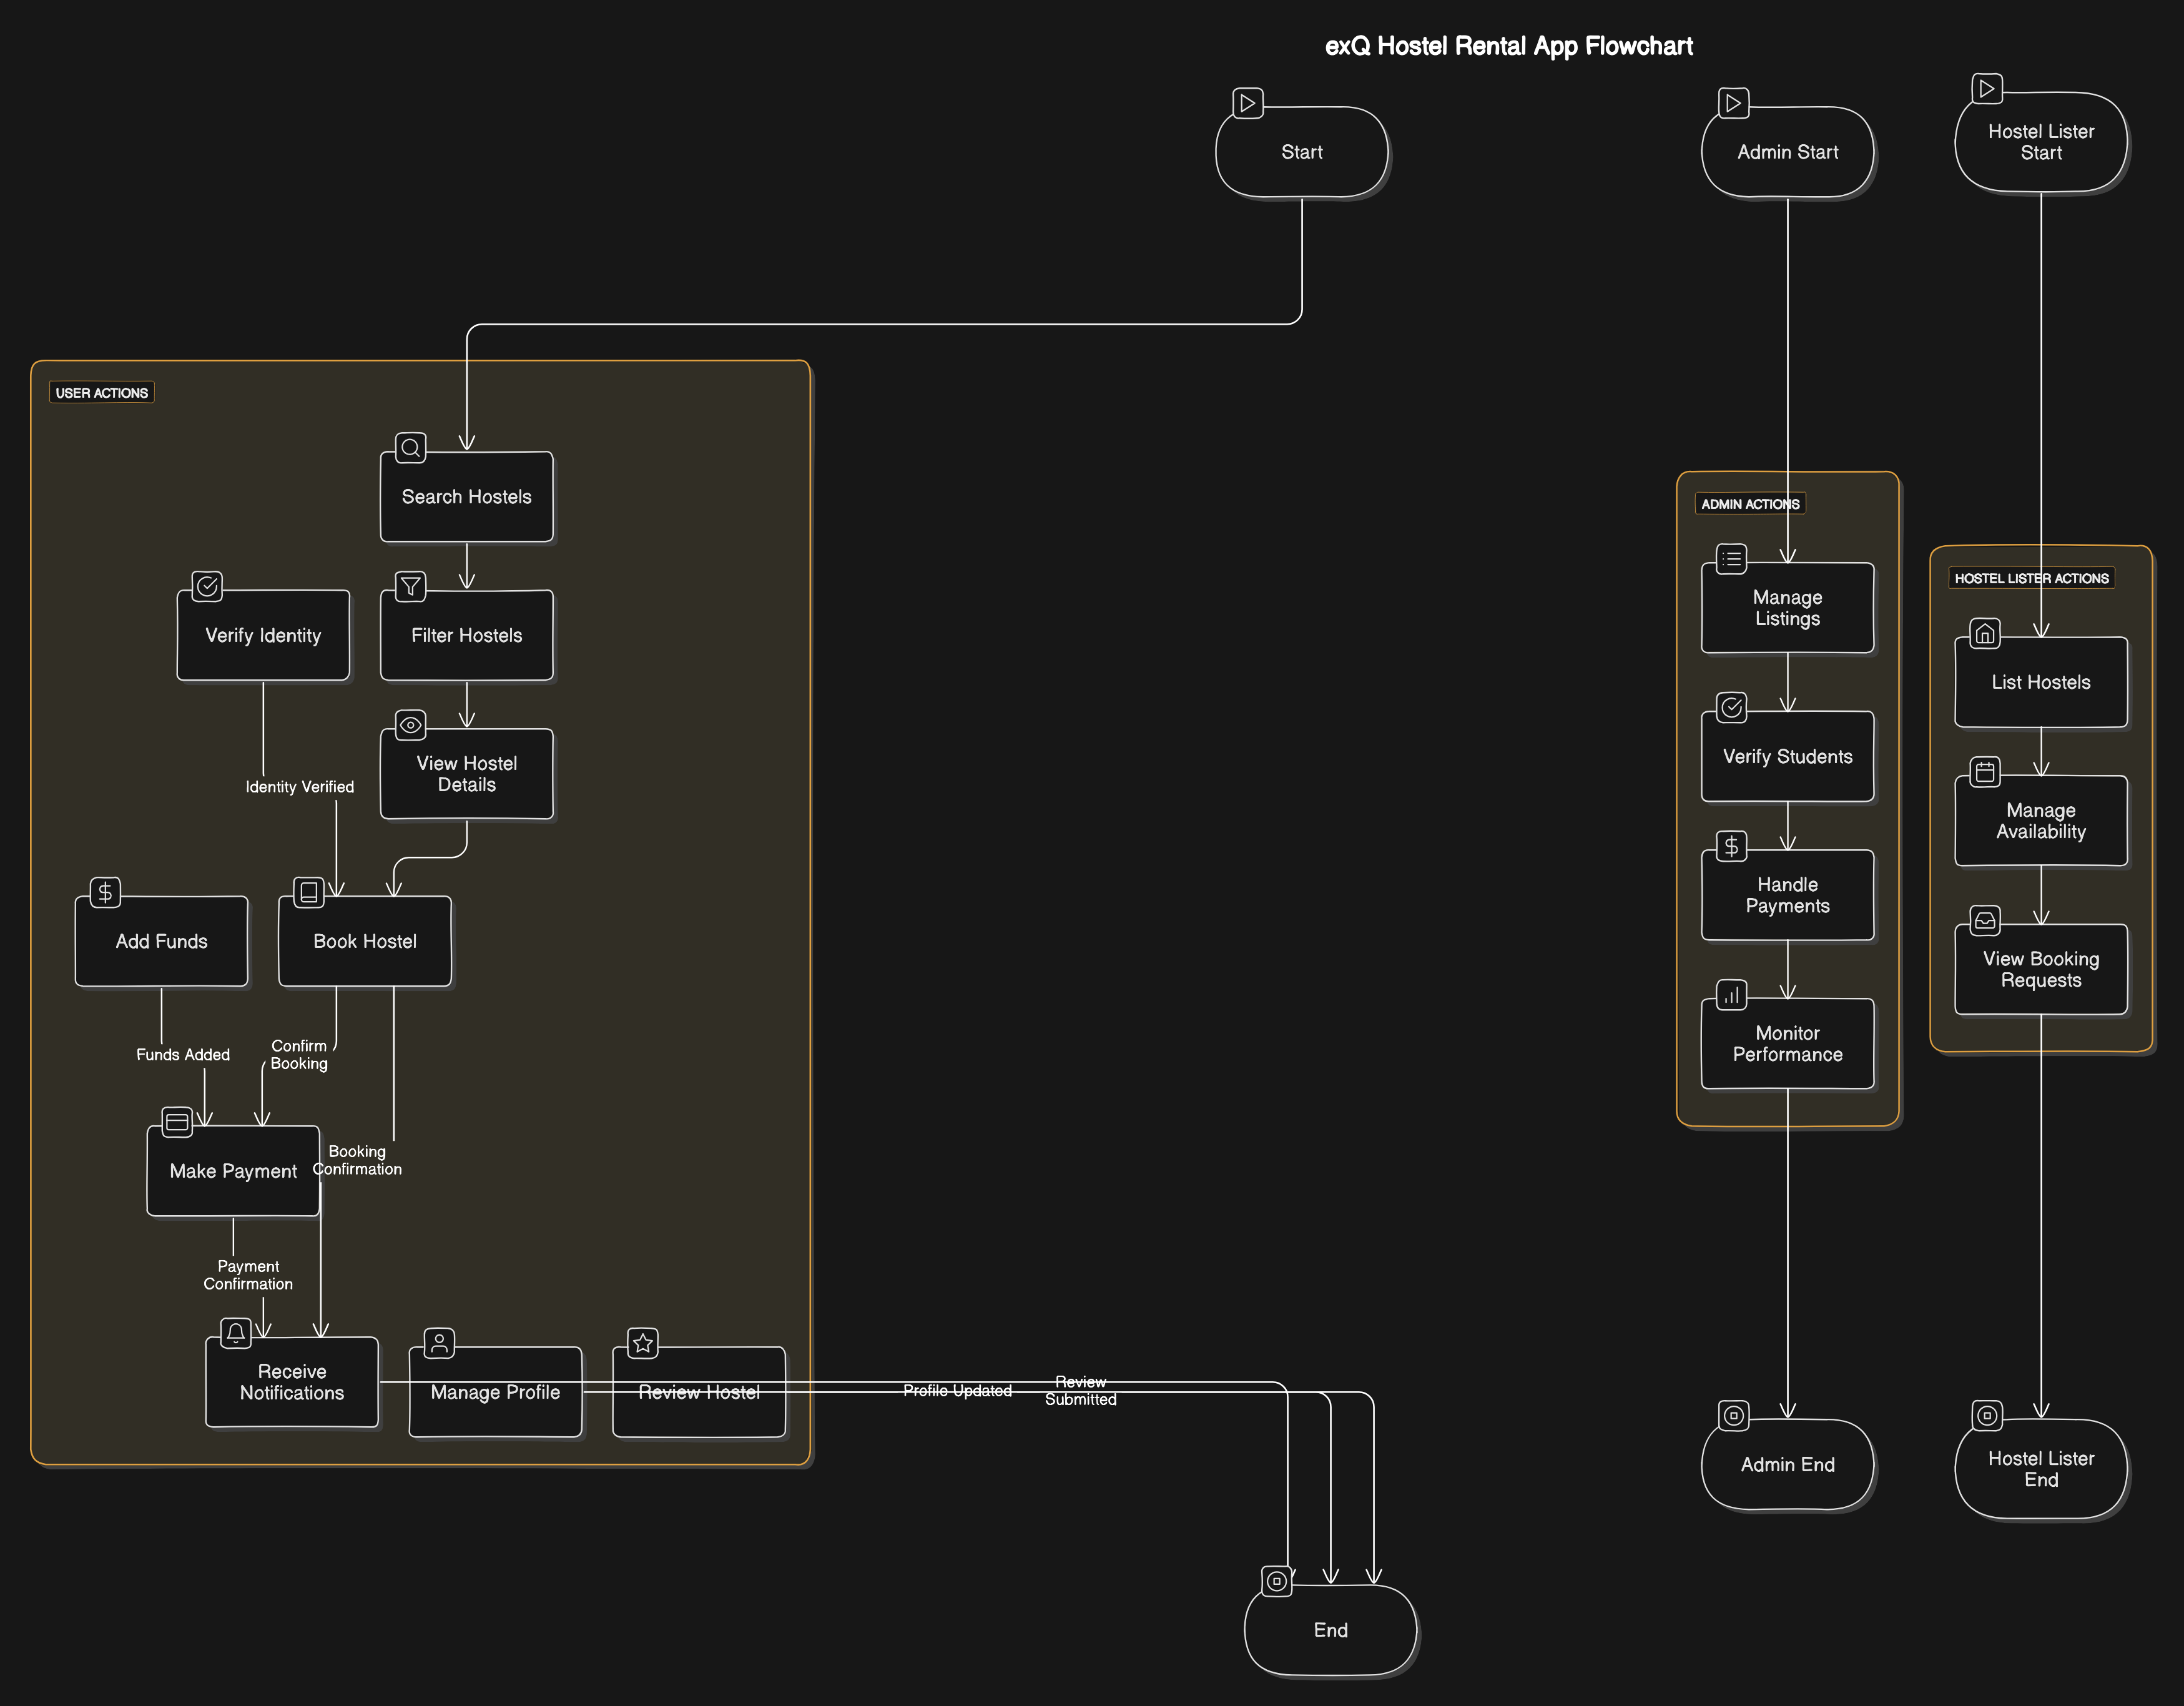 exQ Hostel Rental App Flowchart
Start
Admin Start
Hostel Lister
Start
USER ACTIONS
Search Hostels
Verify Identity
Filter Hostels
View Hostel
Details
Identity Verified
Add Funds
Book Hostel
Funds Added
Confirm
Booking
Make Payment
Booking
Confirmation
Payment
Confirmation
Receive
Notifications
Manage Profile
Review Hostel
Profile Updated
Review
Submitted
End
ADMIN ACTIONS
Manage
Listings
Verify Students
Handle
Payments
Monitor
Performance
Admin End
HOSTEL LISTER ACTIONS
List Hostels
Manage
Availability
View Booking
Requests
Hostel Lister
End